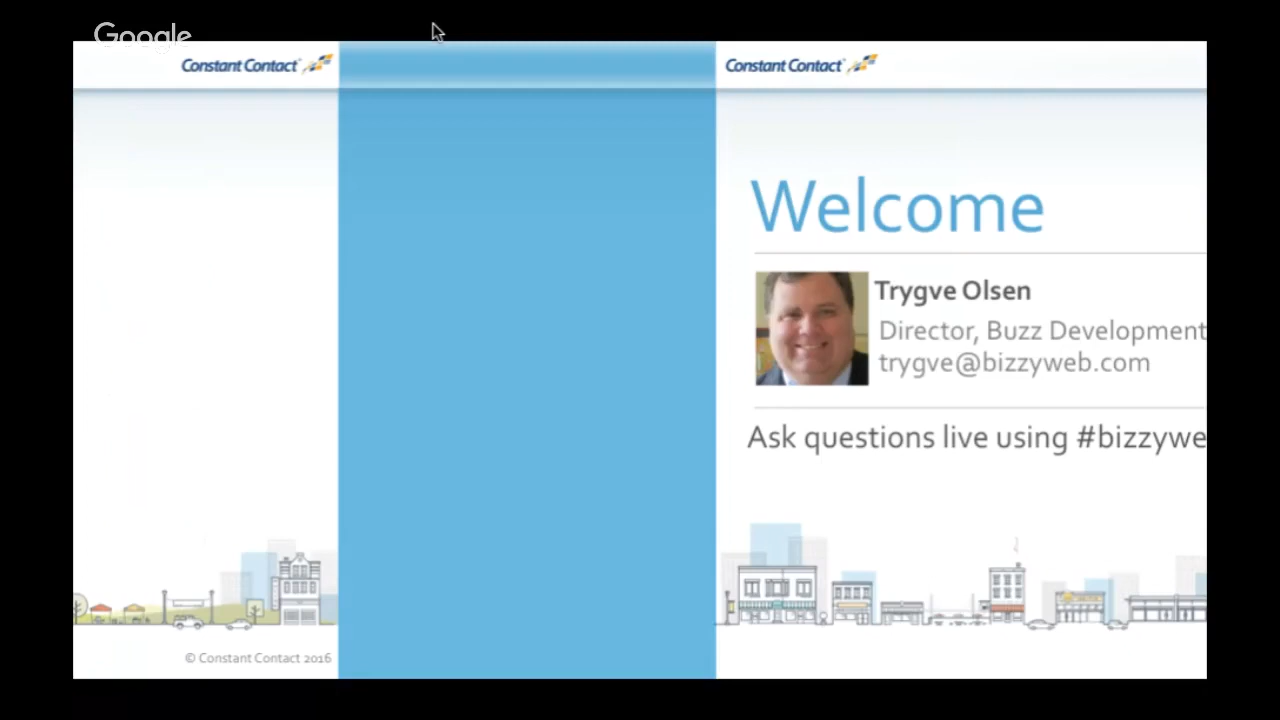 Google
Constant Contact
Constant Contact
Welcome
Trygve Olsen
Director, Buzz Development
trygve@bizzyweb.com
Ask questions live using #bizzywe
© Constant Contact 2016